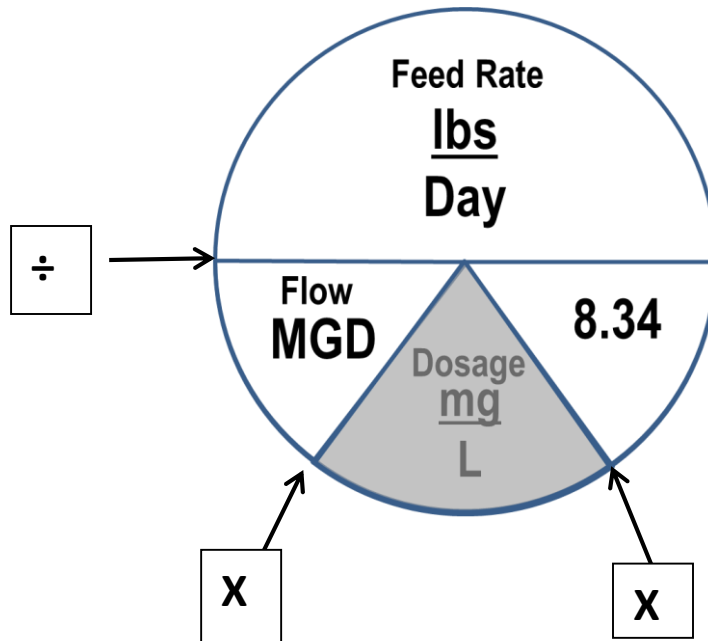 Feed Rate
lbs
Day
÷
Flow
MGD
8.34
Dosage
mg
L
X
X